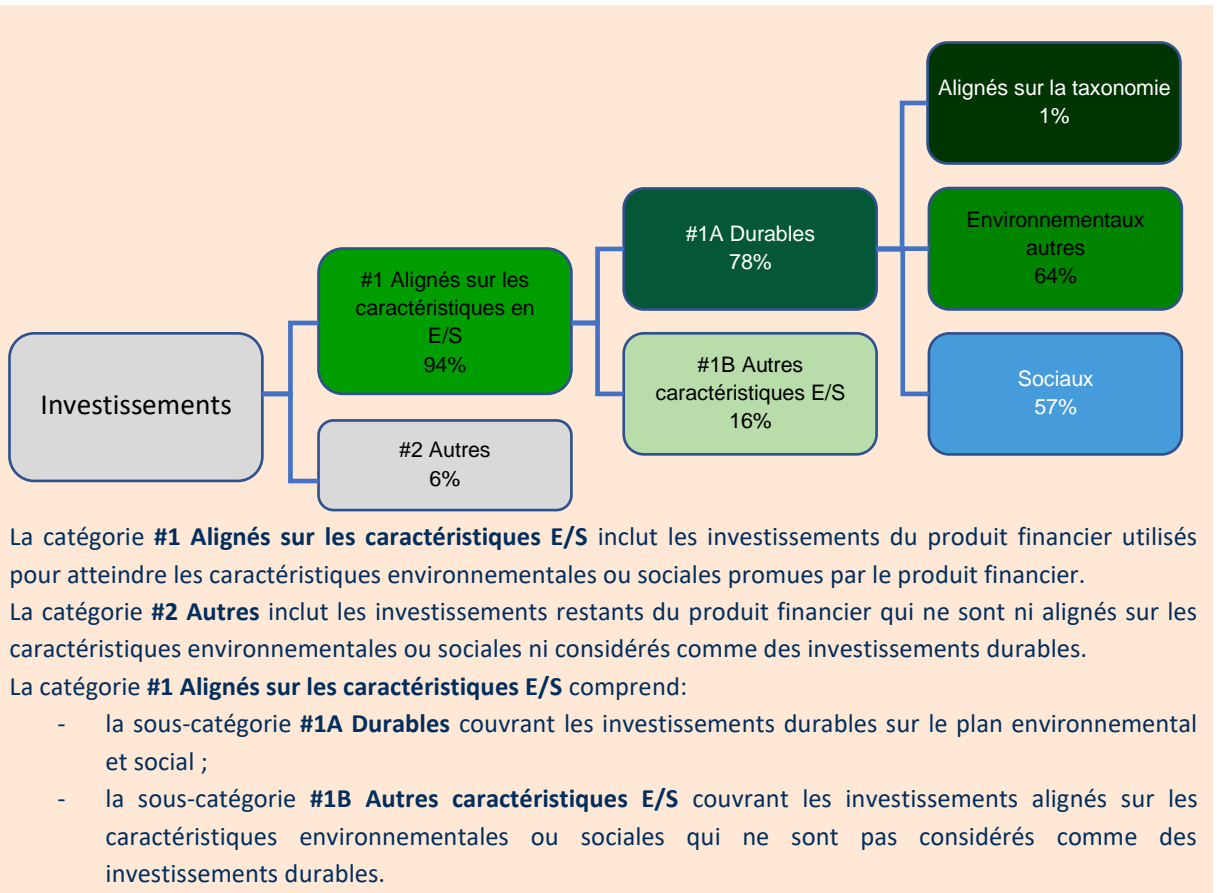 Alignés sur la taxonomie
1%
#1A Durables
78%
Environnementaux
autres
64%
#1 Alignés sur les
caractéristiques en
E/S
94%
Investissements
#1B Autres
caractéristiques E/S
16%
Sociaux
57%
#2 Autres
6%
La catégorie #1 Alignés sur les caractéristiques E/S inclut les investissements du produit financier utilisés
pour atteindre les caractéristiques environnementales ou sociales promues par le produit financier.
La catégorie #2 Autres inclut les investissements restants du produit financier qui ne sont ni alignés sur les
caractéristiques environnementales ou sociales ni considérés comme des investissements durables.
La catégorie #1 Alignés sur les caractéristiques E/S comprend:
- la sous-catégorie #1A Durables couvrant les investissements durables sur le plan environnemental
et social ;
- la sous-catégorie #1B Autres caractéristiques E/S couvrant les investissements alignés sur les
caractéristiques environnementales ou sociales qui ne sont pas considérés comme des
investissements durables.